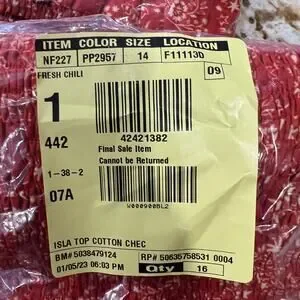 ITEM COLOR SIZE LOCATION
NF227 PP2957 14 F11113D
FRESH CHILI 09
1
442 42421382
Final Sale Item
Cannot be Returned
1-38-2
07A
W000900BL2
ISLA TOP COTTON CHEC
BM# 5038479124 RP# 50635758531 0004
01/05/23 06:03 PM Qty 16